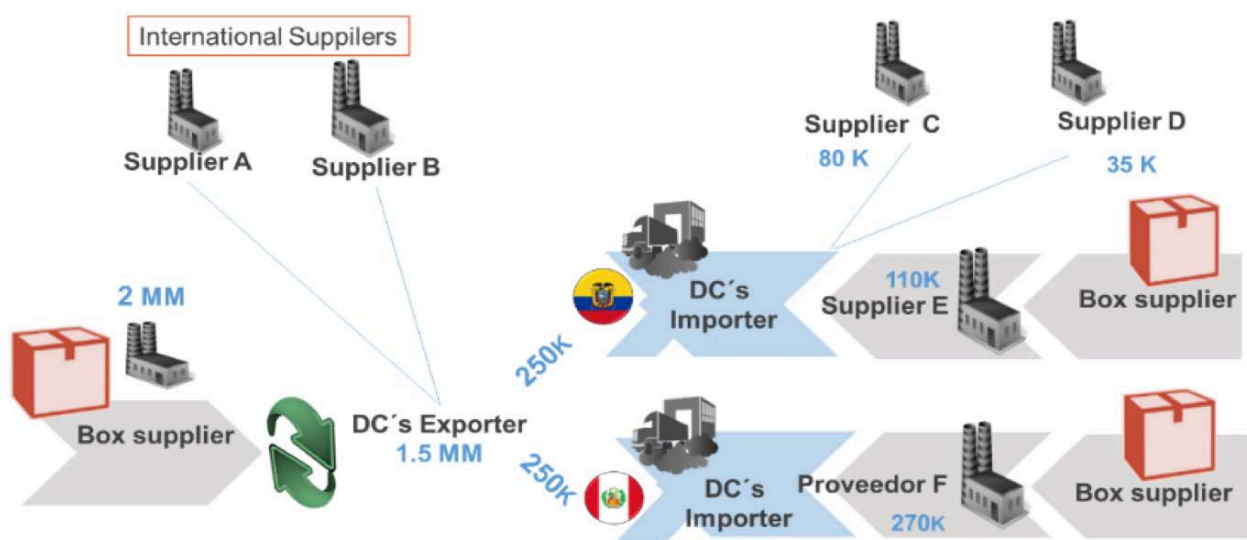 International Suppilers
Supplier A
Supplier B
Supplier C
80 K
Supplier D
35 K
2 MM
Box supplier
DC´s Exporter
1.5 MM
250K
250K
DC´s
Importer
110K
Supplier E
Box supplier
DC´s
Importer
Proveedor F
270K
Box supplier